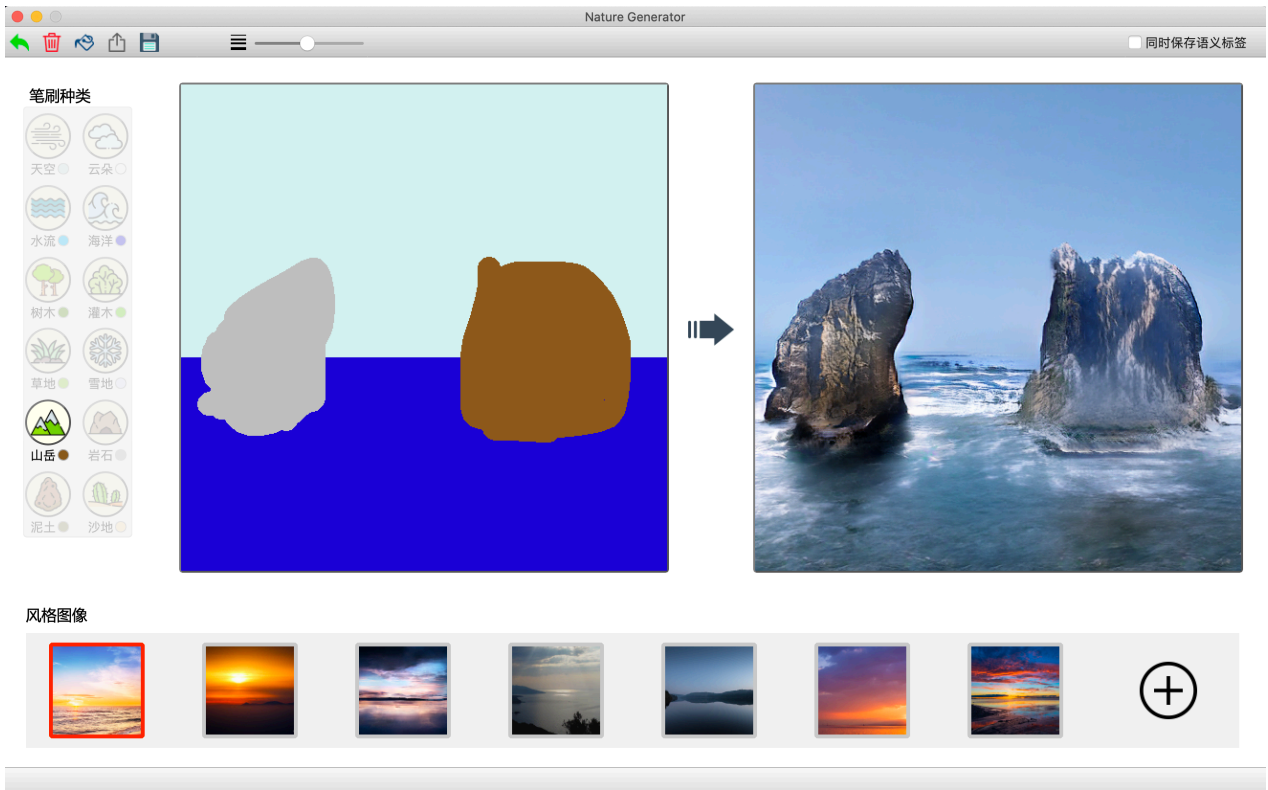 Nature Generator
同时保存语义标签
笔刷种类
天空 云朵
水流 海洋
树木 灌木
草地 雪地
山岳 岩石
泥土 沙地
风格图像